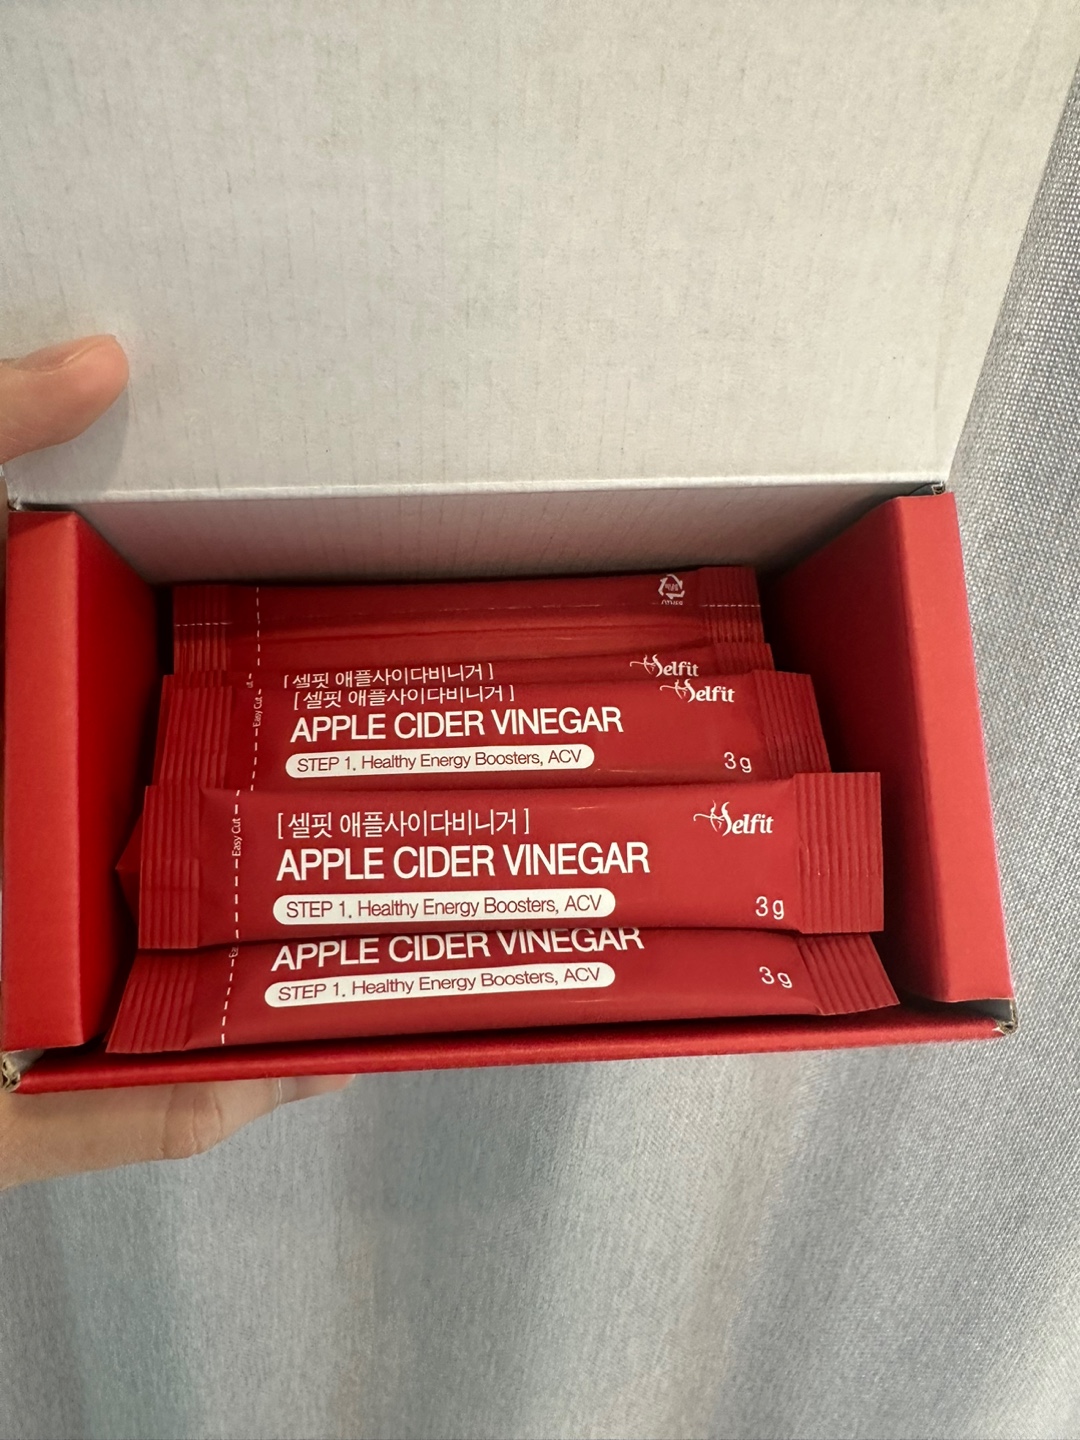 [ 셀핏 애플사이다비니거 ]
Selfit
[ 셀핏 애플사이다비니거 ]
Selfit
Easy Cut
APPLE CIDER VINEGAR
STEP 1. Healthy Energy Boosters, ACV
3g
[ 셀핏 애플사이다비니거 ]
Selfit
Easy Cut
APPLE CIDER VINEGAR
STEP 1. Healthy Energy Boosters, ACV
3g
APPLE CIDER VINEGAR
STEP 1. Healthy Energy Boosters, ACV
3g